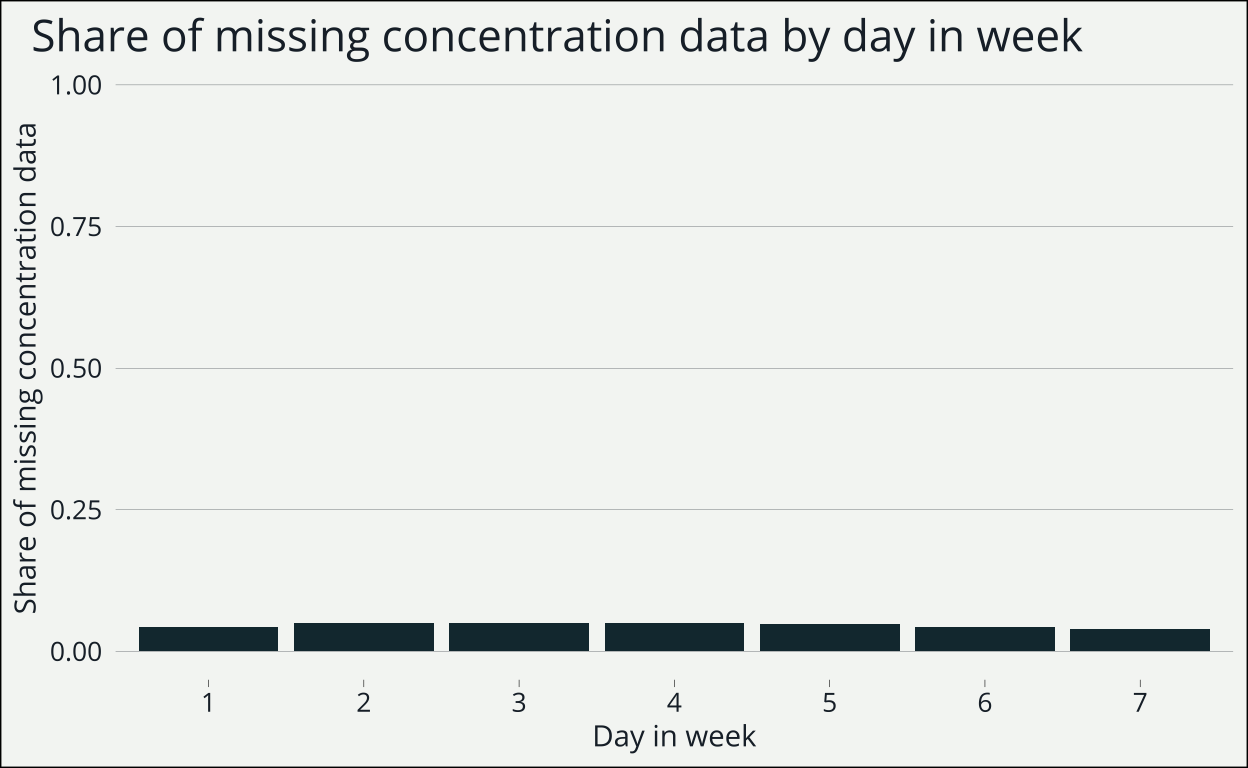 Share of missing concentration data by day in week
Share of missing concentration data
1.00
0.75
0.50
0.25
0.00
1 2 3 4 5 6 7
Day in week